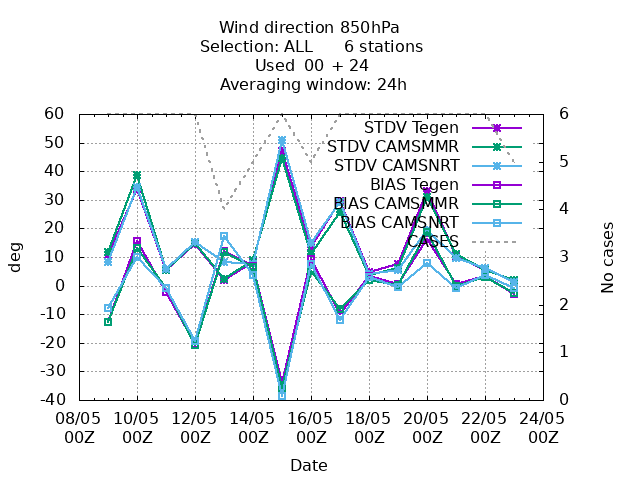 Wind direction 850hPa
Selection: ALL 6 stations
Used 00 + 24
Averaging window: 24h
60
50
40
30
20
10
0
-10
-20
-30
-40
deg
6
5
4
3
2
1
0
No cases
STDV Tegen
STDV CAMSMMR
STDV CAMSNRT
BIAS Tegen
BIAS CAMSMMR
BIAS CAMSNRT
CASES
08/05 10/05 12/05 14/05 16/05 18/05 20/05 22/05 24/05
00Z 00Z 00Z 00Z 00Z 00Z 00Z 00Z 00Z
Date